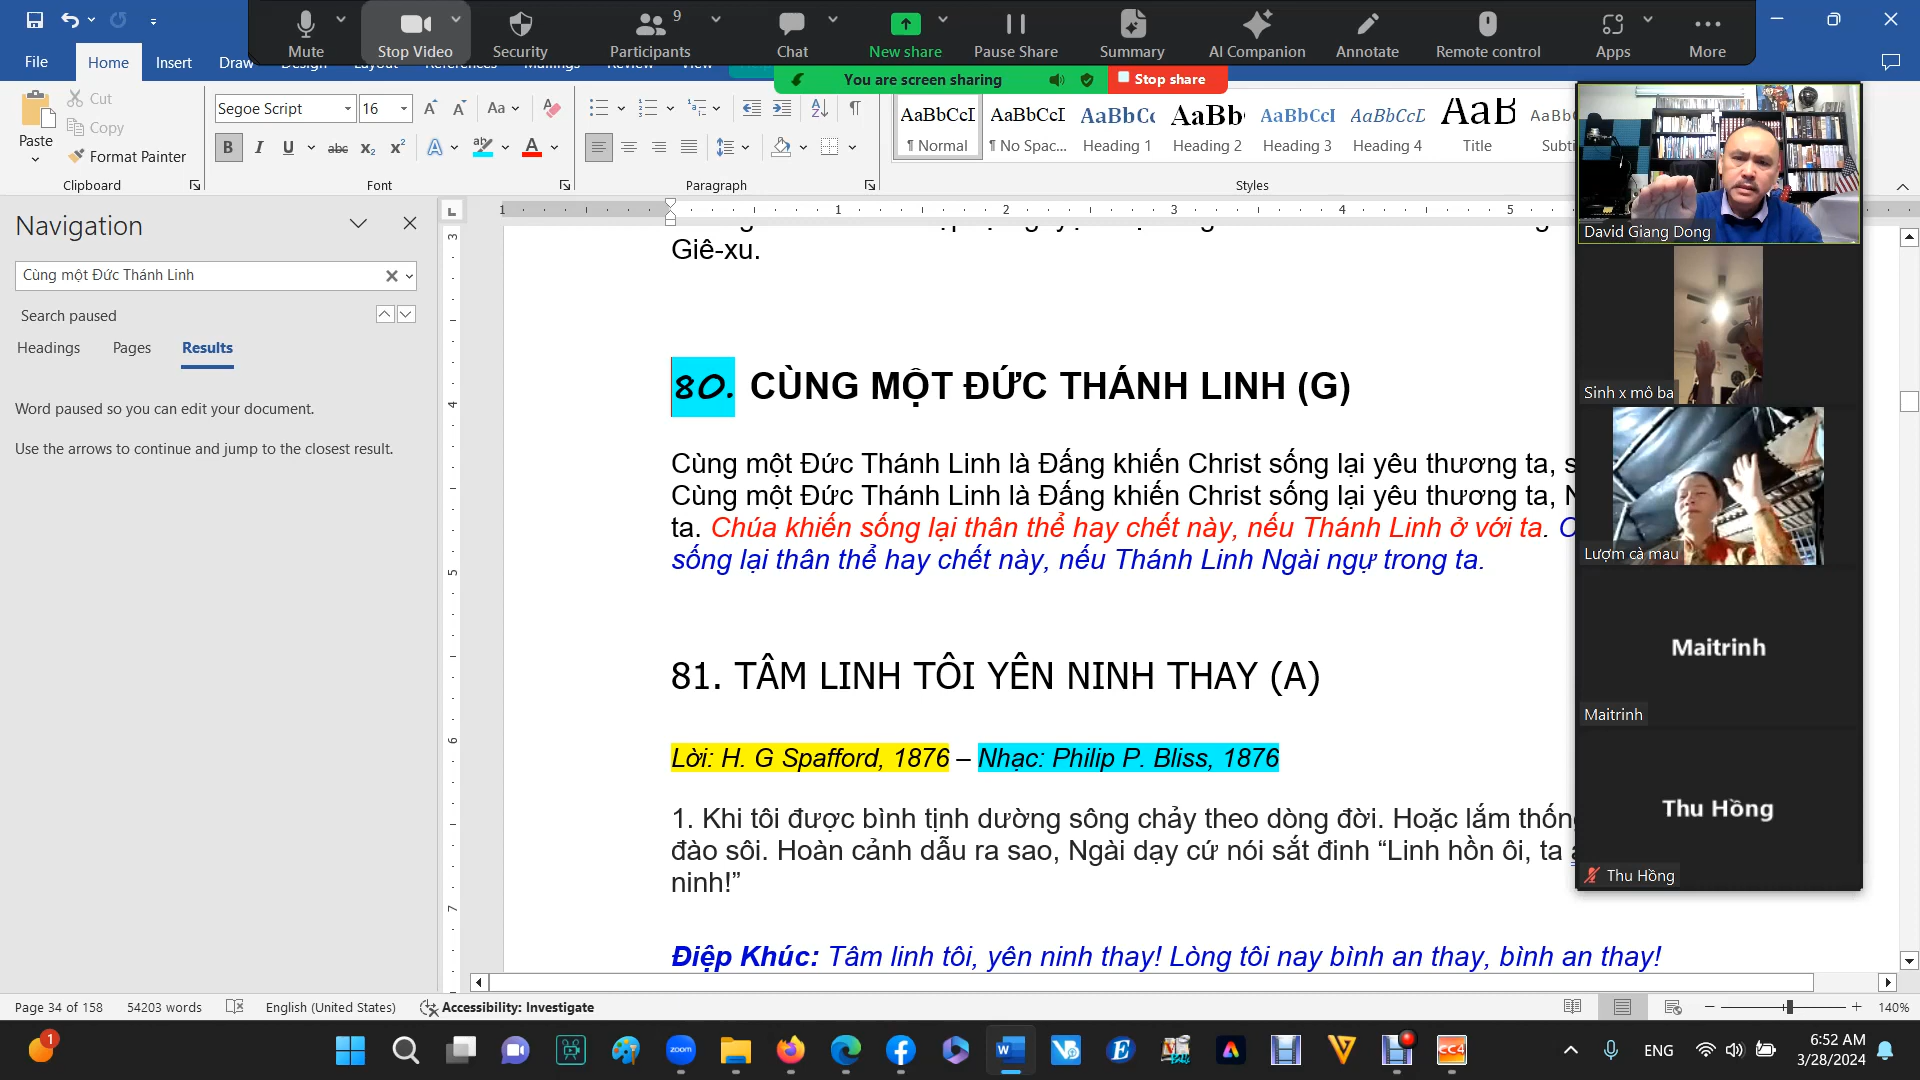 Mute
Stop Video
Security
Participants
9
Chat
New share
Pause Share
Summary
AI Companion
Annotate
Remote control
Apps
More
You are screen sharing
Stop share
File
Home
Insert
Draw
Paste
Cut
Copy
Format Painter
Clipboard
Segoe Script
16
Font
Paragraph
AaBbCcI
¶ Normal
AaBbCcI
¶ No Spac...
AaBbCc
Heading 1
AaBb
Heading 2
AaBbCcI
Heading 3
AaBbCcD
Heading 4
AaB
Title
Styles
Navigation
Cùng một Đức Thánh Linh
Search paused
Headings
Pages
Results
Word paused so you can edit your document.
Use the arrows to continue and jump to the closest result.
Giê-xu.
80. CÙNG MỘT ĐỨC THÁNH LINH (G)
Cùng một Đức Thánh Linh là Đấng khiến Christ sống lại yêu thương ta, s
Cùng một Đức Thánh Linh là Đấng khiến Christ sống lại yêu thương ta, N
ta. Chúa khiến sống lại thân thể hay chết này, nếu Thánh Linh ở với ta. C
sống lại thân thể hay chết này, nếu Thánh Linh Ngài ngự trong ta.
81. TÂM LINH TÔI YÊN NINH THAY (A)
Lời: H. G Spafford, 1876 – Nhạc: Philip P. Bliss, 1876
1. Khi tôi được bình tịnh dường sông chảy theo dòng đời. Hoặc lắm thốn
đào sôi. Hoàn cảnh dẫu ra sao, Ngài dạy cứ nói sắt đinh “Linh hồn ôi, ta
ninh!”
Điệp Khúc: Tâm linh tôi, yên ninh thay! Lòng tôi nay bình an thay, bình an thay!
David Giang Dong
Sinh x mô ba
Lượm cà mau
Maitrinh
Maitrinh
Thu Hồng
Thu Hồng
Page 34 of 158
54203 words
English (United States)
Accessibility: Investigate
140%
ENG
6:52 AM
3/28/2024